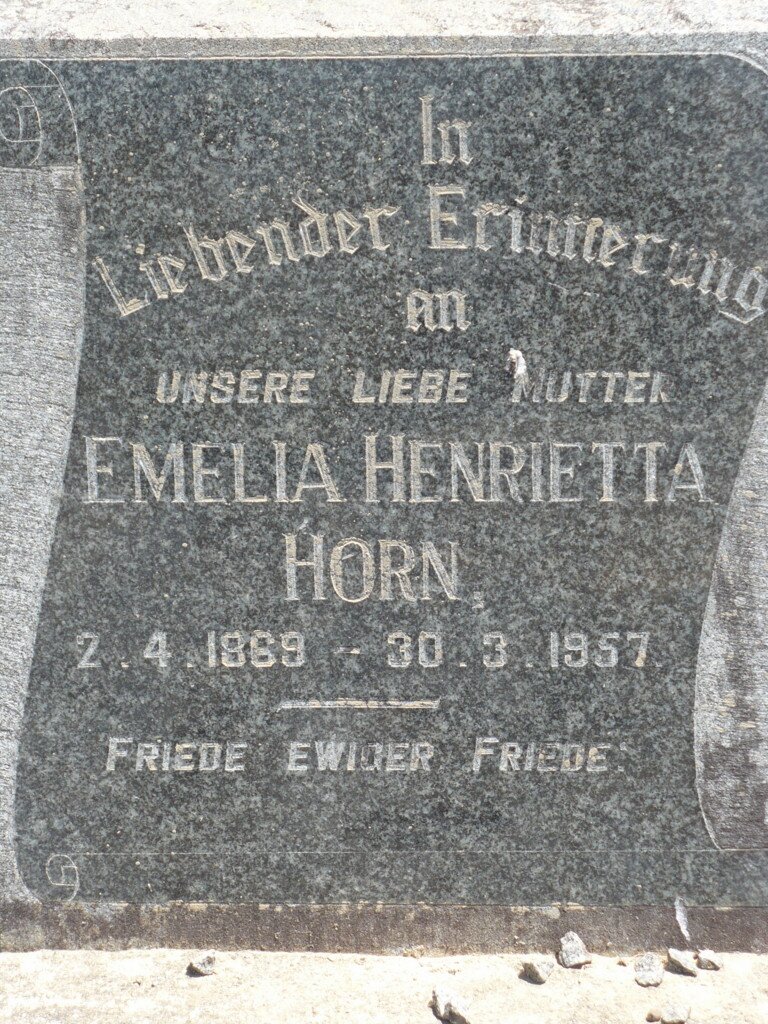 In
Liebender Erinnerung
an
UNSERE LIEBE MUTTER
EMELIA HENRIETTA
HORN.
2.4.1869 - 30.3.1957.
FRIEDE EWIGER FRIEDE.